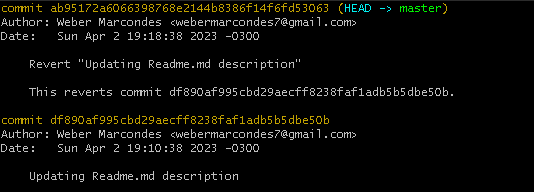 commit ab95172a6066398768e2144b8386f14f6fd53063 (HEAD -> master)
Author: Weber Marcondes <webermarcondes7@gmail.com>
Date:   Sun Apr 2 19:18:38 2023 -0300
Revert "Updating Readme.md description"
This reverts commit df890af995cbd29aecff8238faf1adb5b5dbe50b.
commit df890af995cbd29aecff8238faf1adb5b5dbe50b
Author: Weber Marcondes <webermarcondes7@gmail.com>
Date:   Sun Apr 2 19:10:38 2023 -0300
Updating Readme.md description